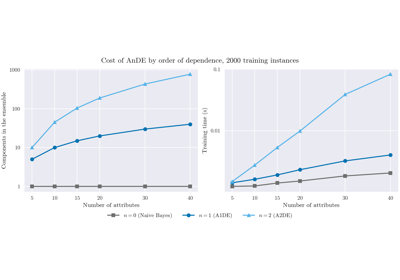 Cost of AnDE by order of dependence, 2000 training instances
Components in the ensemble
1000
100
10
1
5 10 15 20 30 40
Number of attributes
Training time (s)
0.1
0.01
5 10 15 20 30 40
Number of attributes
n = 0 (Naive Bayes) n = 1 (A1DE) n = 2 (A2DE)